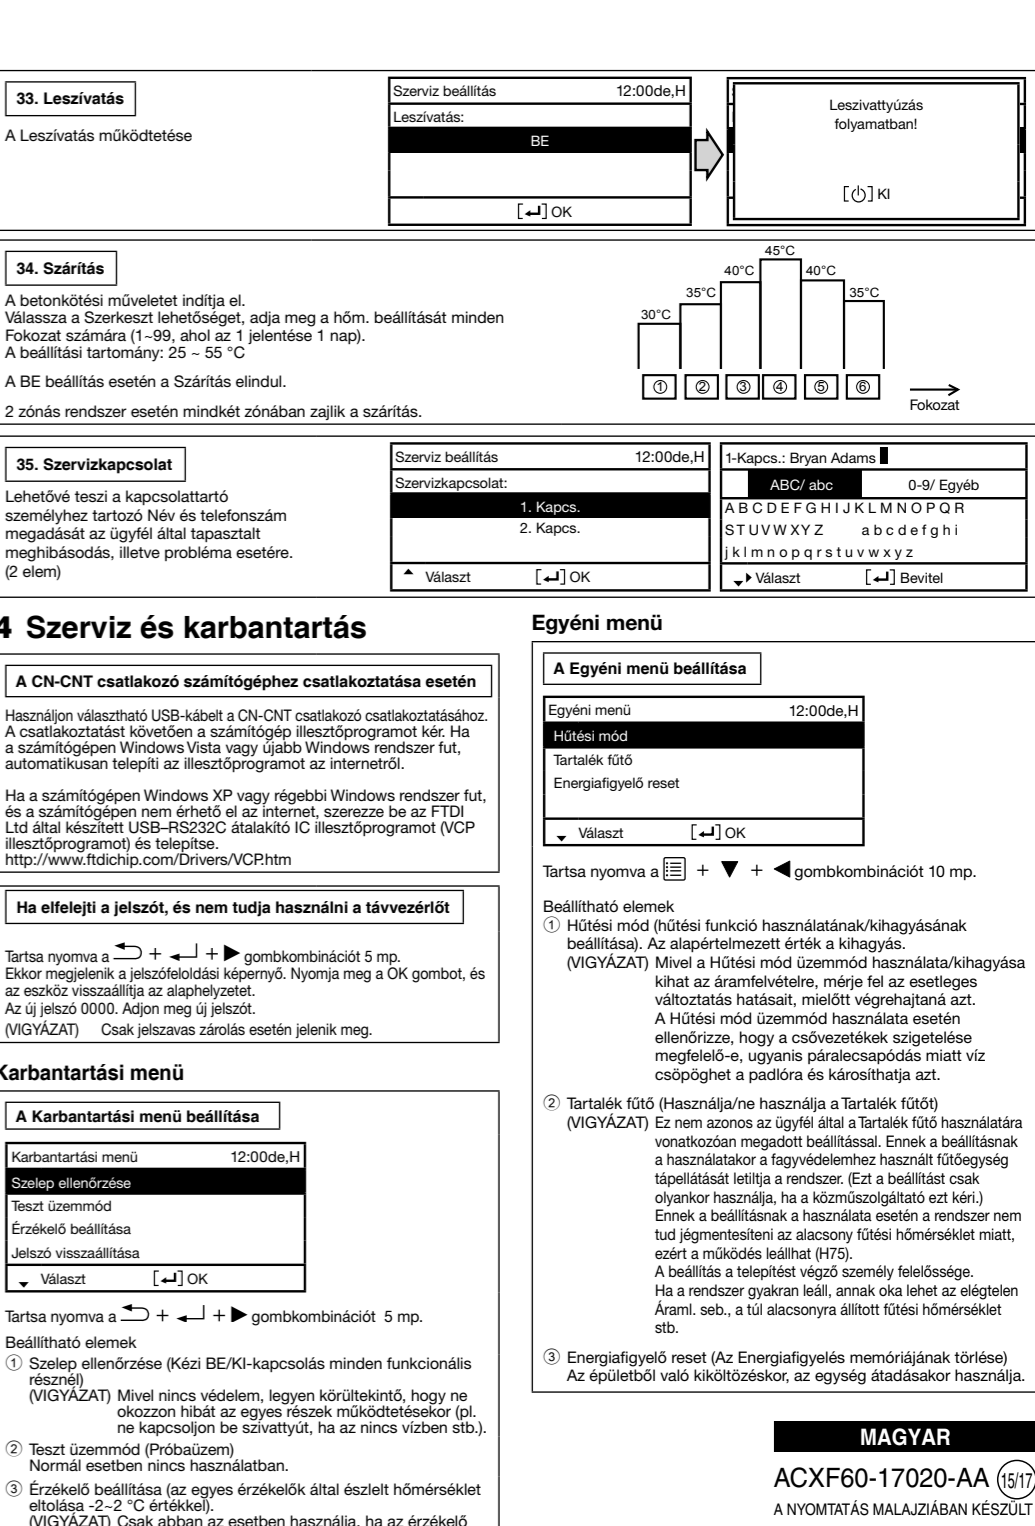 33. Leszívatás
A Leszívatás működtetése
Szerviz beállítás 12:00de,H
Leszívatás:
BE
[⏎] OK
Leszivattyúzás
folyamatban!
[⏻] KI
34. Szárítás
A betonkötési műveletet indítja el.
Válassza a Szerkeszt lehetőséget, adja meg a hőm. beállítását minden
Fokozat számára (1~99, ahol az 1 jelentése 1 nap).
A beállítási tartomány: 25 ~ 55 °C
A BE beállítás esetén a Szárítás elindul.
2 zónás rendszer esetén mindkét zónában zajlik a szárítás.
30°C 35°C 40°C 45°C 40°C 35°C
① ② ③ ④ ⑤ ⑥
Fokozat
35. Szervizkapcsolat
Lehetővé teszi a kapcsolattartó
személyhez tartozó Név és telefonszám
megadását az ügyfél által tapasztalt
meghibásodás, illetve probléma esetére.
(2 elem)
Szerviz beállítás 12:00de,H
Szervizkapcsolat:
1. Kapcs.
2. Kapcs.
Választ [⏎] OK
1-Kapcs.: Bryan Adams
ABC/ abc 0-9/ Egyéb
A B C D E F G H I J K L M N O P Q R
S T U V W X Y Z a b c d e f g h i
j k l m n o p q r s t u v w x y z
Választ [⏎] Bevitel
4 Szerviz és karbantartás
A CN-CNT csatlakozó számítógéphez csatlakoztatása esetén
Használjon választható USB-kábelt a CN-CNT csatlakozó csatlakoztatásához.
A csatlakoztatást követően a számítógép illesztőprogramot kér. Ha
a számítógépen Windows Vista vagy újabb Windows rendszer fut,
automatikusan telepíti az illesztőprogramot az internetről.
Ha a számítógépen Windows XP vagy régebbi Windows rendszer fut,
és a számítógépen nem érhető el az internet, szerezze be az FTDI
Ltd által készített USB–RS232C átalakító IC illesztőprogramot (VCP
illesztőprogramot) és telepítse.
http://www.ftdichip.com/Drivers/VCP.htm
Ha elfelejti a jelszót, és nem tudja használni a távvezérlőt
Tartsa nyomva a ⮌ + ↵ + ▶ gombkombinációt 5 mp.
Ekkor megjelenik a jelszófeloldási képernyő. Nyomja meg a OK gombot, és
az eszköz visszaállítja az alaphelyzetet.
Az új jelszó 0000. Adjon meg új jelszót.
(VIGYÁZAT) Csak jelszavas zárolás esetén jelenik meg.
Karbantartási menü
A Karbantartási menü beállítása
Karbantartási menü 12:00de,H
Szelep ellenőrzése
Teszt üzemmód
Érzékelő beállítása
Jelszó visszaállítása
Választ [⏎] OK
Tartsa nyomva a ⮌ + ↵ + ▶ gombkombinációt 5 mp.
Beállítható elemek
① Szelep ellenőrzése (Kézi BE/KI-kapcsolás minden funkcionális
résznél)
(VIGYÁZAT) Mivel nincs védelem, legyen körültekintő, hogy ne
okozzon hibát az egyes részek működtetésekor (pl.
ne kapcsoljon be szivattyút, ha az nincs vízben stb.).
② Teszt üzemmód (Próbaüzem)
Normál esetben nincs használatban.
③ Érzékelő beállítása (az egyes érzékelők által észlelt hőmérséklet
eltolása -2~2 °C értékkel).
(VIGYÁZAT) Csak abban az esetben használja, ha az érzékelő
Egyéni menü
A Egyéni menü beállítása
Egyéni menü 12:00de,H
Hűtési mód
Tartalék fűtő
Energiafigyelő reset
Választ [⏎] OK
Tartsa nyomva a ☰ + ▼ + ◀ gombkombinációt 10 mp.
Beállítható elemek
① Hűtési mód (hűtési funkció használatának/kihagyásának
beállítása). Az alapértelmezett érték a kihagyás.
(VIGYÁZAT) Mivel a Hűtési mód üzemmód használata/kihagyása
kihat az áramfelvételre, mérje fel az esetleges
változtatás hatásait, mielőtt végrehajtaná azt.
A Hűtési mód üzemmód használata esetén
ellenőrizze, hogy a csővezetékek szigetelése
megfelelő-e, ugyanis páralecsapódás miatt víz
csöpöghet a padlóra és károsíthatja azt.
② Tartalék fűtő (Használja/ne használja a Tartalék fűtőt)
(VIGYÁZAT) Ez nem azonos az ügyfél által a Tartalék fűtő használatára
vonatkozóan megadott beállítással. Ennek a beállításnak
a használatakor a fagyvédelemhez használt fűtőegység
tápellátását letiltja a rendszer. (Ezt a beállítást csak
olyankor használja, ha a közműszolgáltató ezt kéri.)
Ennek a beállításnak a használata esetén a rendszer nem
tud jégmentesíteni az alacsony fűtési hőmérséklet miatt,
ezért a működés leállhat (H75).
A beállítás a telepítést végző személy felelőssége.
Ha a rendszer gyakran leáll, annak oka lehet az elégtelen
Áraml. seb., a túl alacsonyra állított fűtési hőmérséklet
stb.
③ Energiafigyelő reset (Az Energiafigyelés memóriájának törlése)
Az épületből való kiköltözéskor, az egység átadásakor használja.
MAGYAR
ACXF60-17020-AA 15/17
A NYOMTATÁS MALAJZIÁBAN KÉSZÜLT